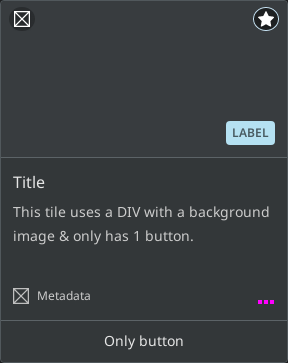 LABEL
Title
This tile uses a DIV with a background
image & only has 1 button.
Metadata
Only button